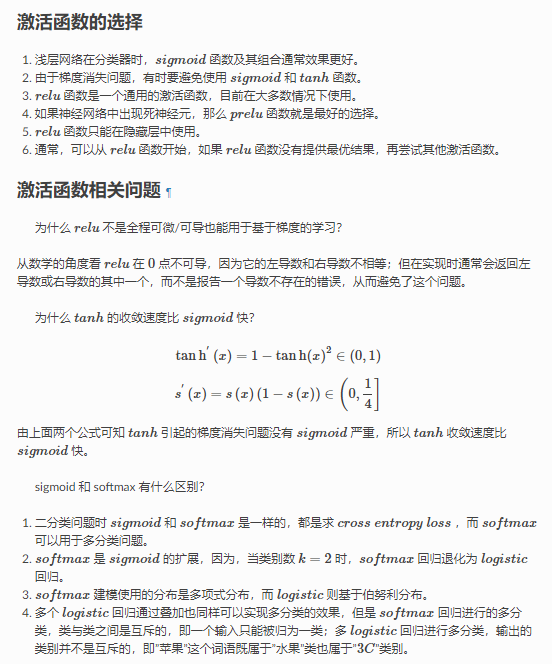 激活函数的选择
1. 浅层网络在分类器时，sigmoid 函数及其组合通常效果更好。
2. 由于梯度消失问题，有时要避免使用 sigmoid 和 tanh 函数。
3. relu 函数是一个通用的激活函数，目前在大多数情况下使用。
4. 如果神经网络中出现死神经元，那么 prelu 函数就是最好的选择。
5. relu 函数只能在隐藏层中使用。
6. 通常，可以从 relu 函数开始，如果 relu 函数没有提供最优结果，再尝试其他激活函数。
激活函数相关问题 ¶
为什么 relu 不是全程可微/可导也能用于基于梯度的学习？
从数学的角度看 relu 在 0 点不可导，因为它的左导数和右导数不相等；但在实现时通常会返回左
导数或右导数的其中一个，而不是报告一个导数不存在的错误，从而避免了这个问题。
为什么 tanh 的收敛速度比 sigmoid 快？
tanh′ (x) = 1 − tanh(x)² ∈ (0, 1)
s′ (x) = s (x) (1 − s (x)) ∈ (0, 1/4]
由上面两个公式可知 tanh 引起的梯度消失问题没有 sigmoid 严重，所以 tanh 收敛速度比
sigmoid 快。
sigmoid 和 softmax 有什么区别？
1. 二分类问题时 sigmoid 和 softmax 是一样的，都是求 cross entropy loss ，而 softmax
可以用于多分类问题。
2. softmax 是 sigmoid 的扩展，因为，当类别数 k = 2 时，softmax 回归退化为 logistic
回归。
3. softmax 建模使用的分布是多项式分布，而 logistic 则基于伯努利分布。
4. 多个 logistic 回归通过叠加也同样可以实现多分类的效果，但是 softmax 回归进行的多分
类，类与类之间是互斥的，即一个输入只能被归为一类；多 logistic 回归进行多分类，输出的
类别并不是互斥的，即"苹果"这个词语既属于"水果"类也属于"3C"类别。